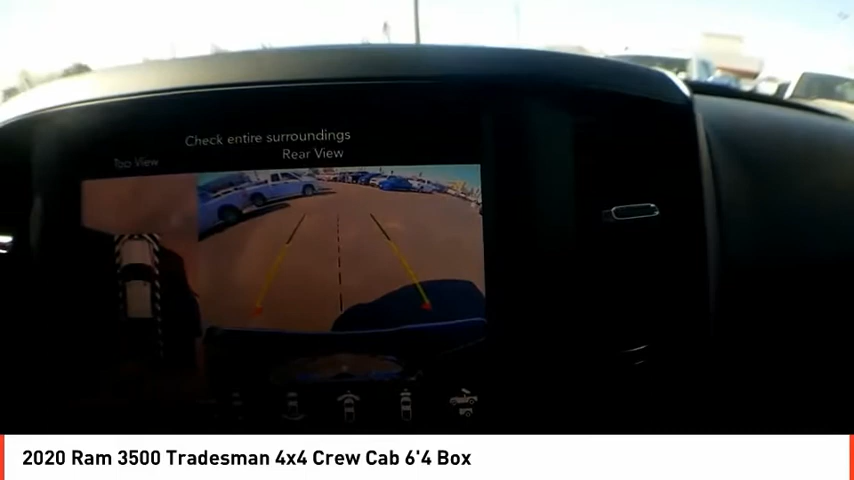 Check entire surroundings
Top View
Rear View
2020 Ram 3500 Tradesman 4x4 Crew Cab 6'4 Box